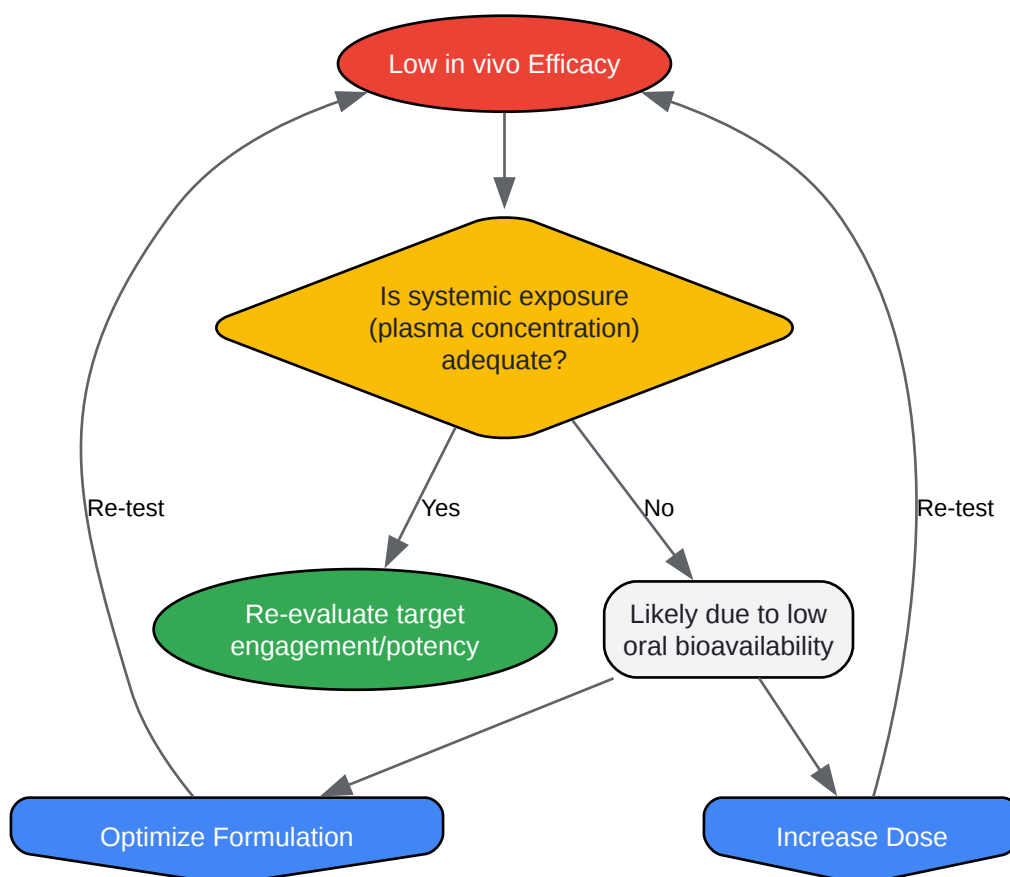 Low in vivo Efficacy
Is systemic exposure
(plasma concentration)
adequate?
Re-test
Yes
No
Re-test
Re-evaluate target
engagement/potency
Likely due to low
oral bioavailability
Optimize Formulation
Increase Dose